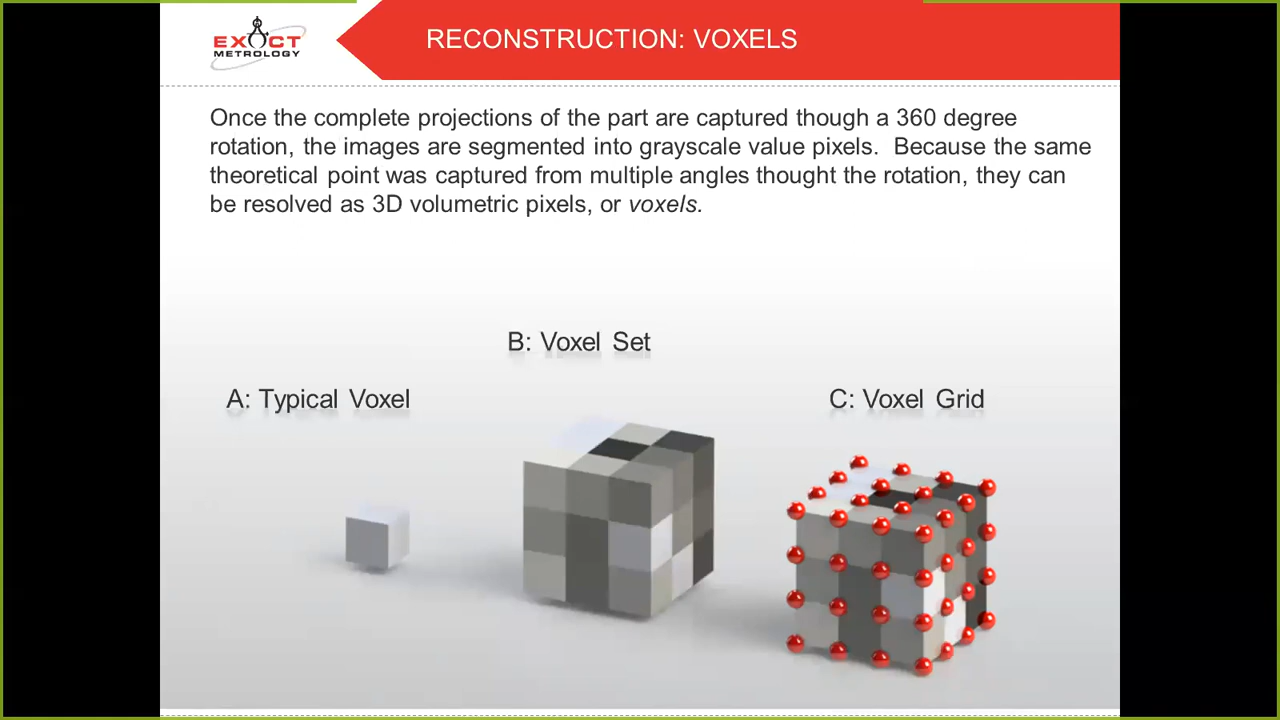 EXACT
METROLOGY
RECONSTRUCTION: VOXELS
Once the complete projections of the part are captured though a 360 degree
rotation, the images are segmented into grayscale value pixels. Because the same
theoretical point was captured from multiple angles thought the rotation, they can
be resolved as 3D volumetric pixels, or voxels.
B: Voxel Set
A: Typical Voxel
C: Voxel Grid